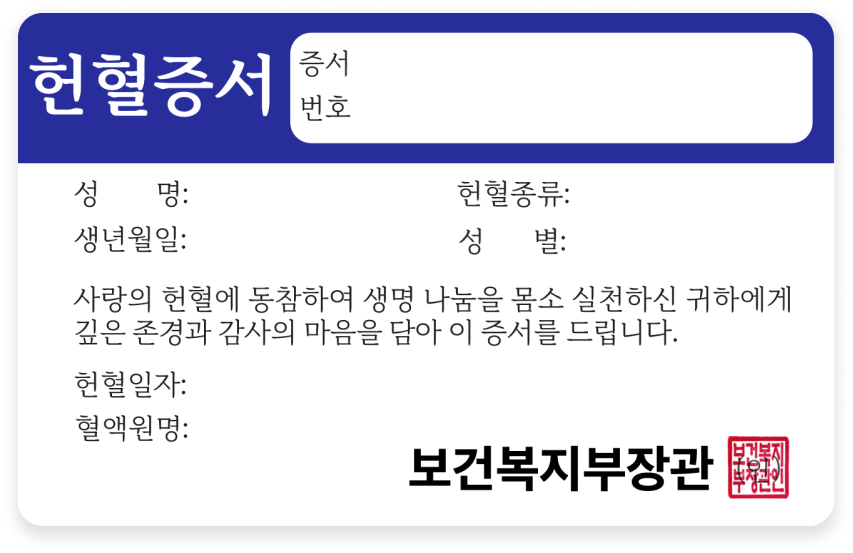 헌혈증서
증서
번호
성 명:
헌혈종류:
생년월일:
성 별:
사랑의 헌혈에 동참하여 생명 나눔을 몸소 실천하신 귀하에게
깊은 존경과 감사의 마음을 담아 이 증서를 드립니다.
헌혈일자:
혈액원명:
보건복지부장관 (인)
보건복지
부장관인